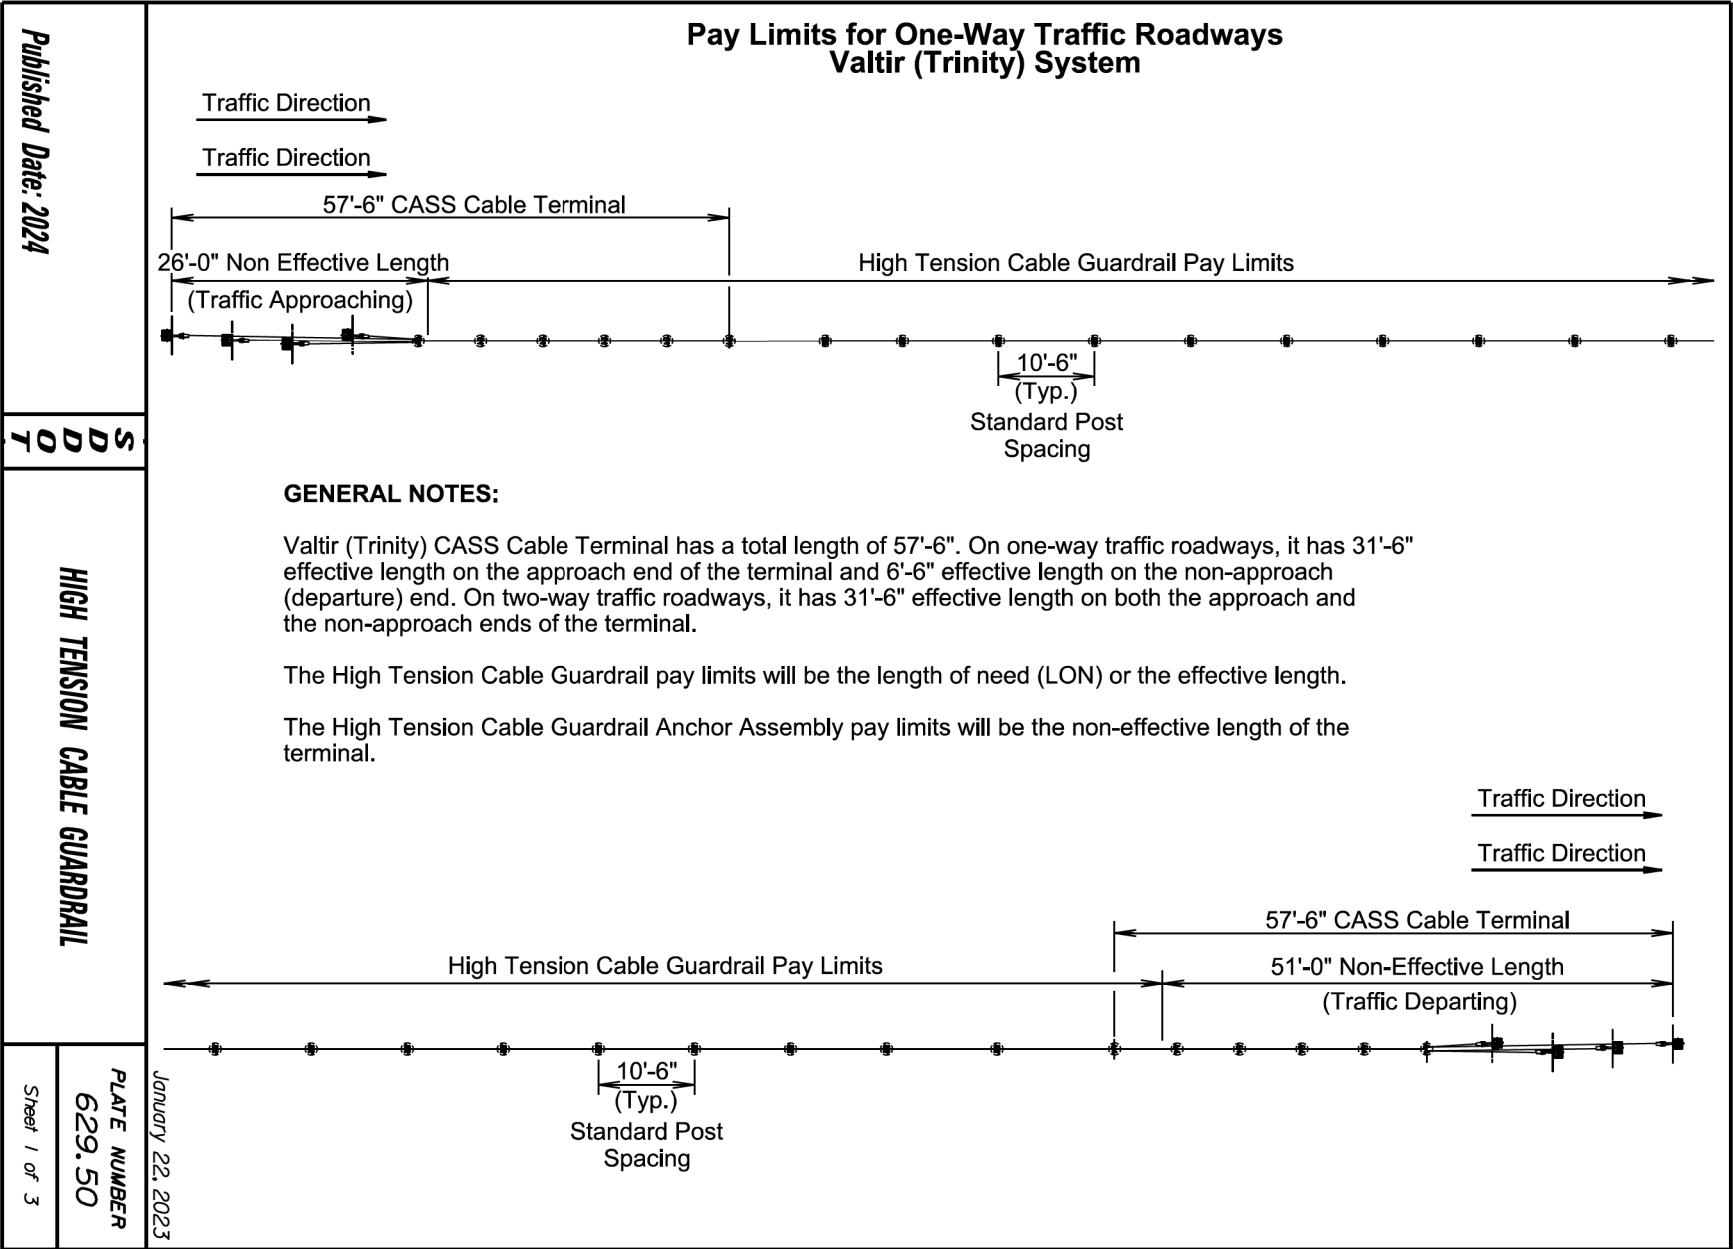 Pay Limits for One-Way Traffic Roadways
Valtir (Trinity) System
Traffic Direction
Traffic Direction
57'-6" CASS Cable Terminal
26'-0" Non Effective Length
(Traffic Approaching)
High Tension Cable Guardrail Pay Limits
10'-6"
(Typ.)
Standard Post
Spacing
GENERAL NOTES:
Valtir (Trinity) CASS Cable Terminal has a total length of 57'-6". On one-way traffic roadways, it has 31'-6"
effective length on the approach end of the terminal and 6'-6" effective length on the non-approach
(departure) end. On two-way traffic roadways, it has 31'-6" effective length on both the approach and
the non-approach ends of the terminal.
The High Tension Cable Guardrail pay limits will be the length of need (LON) or the effective length.
The High Tension Cable Guardrail Anchor Assembly pay limits will be the non-effective length of the
terminal.
Traffic Direction
Traffic Direction
57'-6" CASS Cable Terminal
High Tension Cable Guardrail Pay Limits
51'-0" Non-Effective Length
(Traffic Departing)
10'-6"
(Typ.)
Standard Post
Spacing
Published Date: 2024
S
D
D
O
T
HIGH TENSION CABLE GUARDRAIL
January 22, 2023
PLATE NUMBER
629.50
Sheet 1 of 3